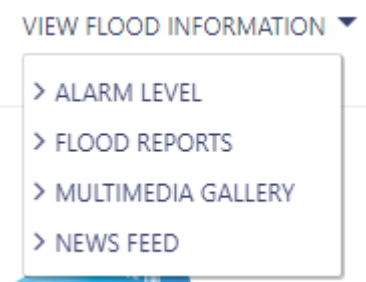 VIEW FLOOD INFORMATION
> ALARM LEVEL
> FLOOD REPORTS
> MULTIMEDIA GALLERY
> NEWS FEED